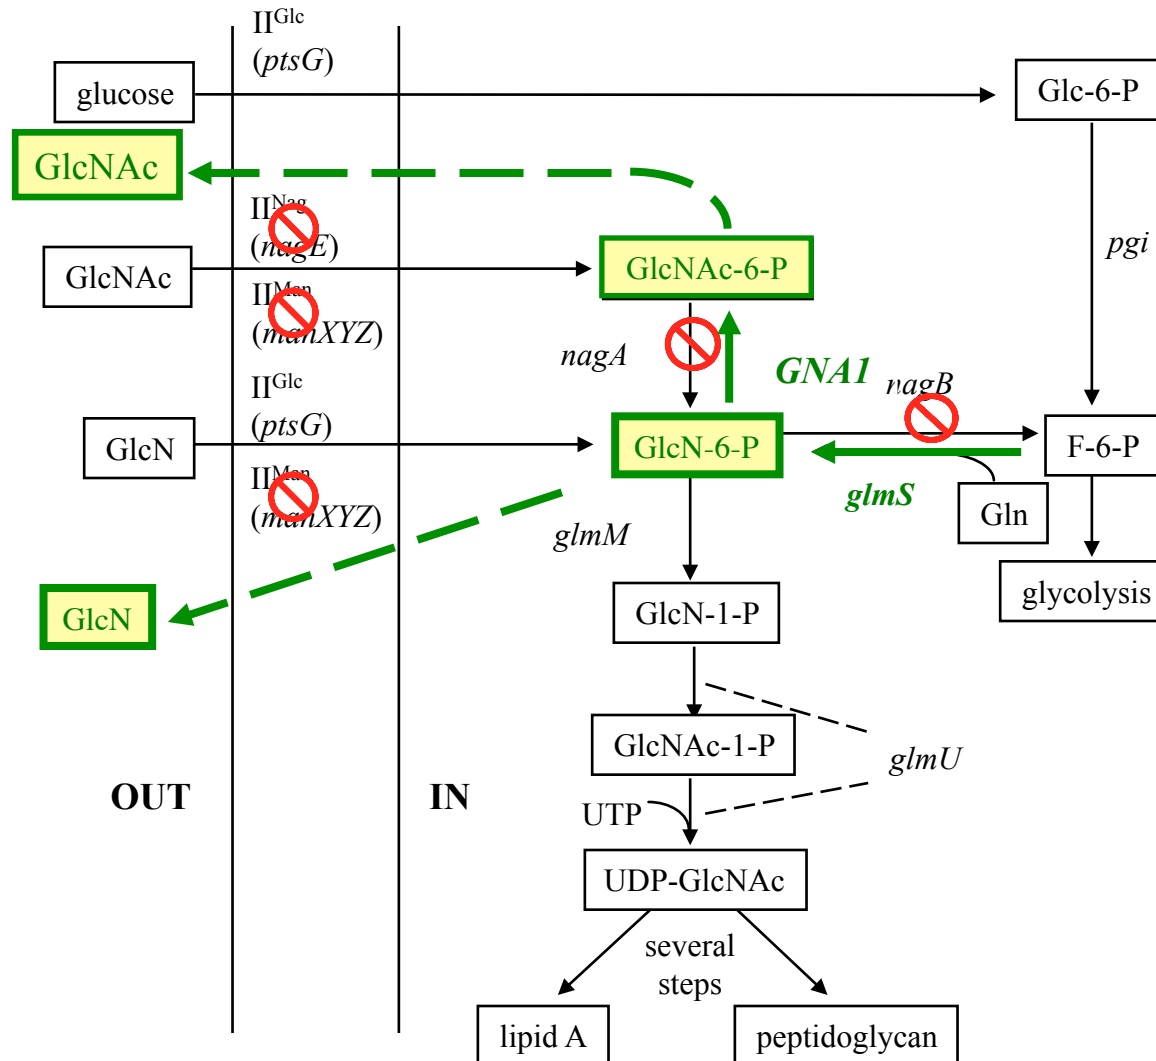 II^Glc
(ptsG)
glucose
Glc-6-P
GlcNAc
II^Nag
(nagE)
GlcNAc
GlcNAc-6-P
pgi
II^Man
(manXYZ)
nagA
GNA1
nagB
II^Glc
(ptsG)
GlcN
GlcN-6-P
F-6-P
II^Man
(manXYZ)
glmS
Gln
glmM
GlcN
GlcN-1-P
glycolysis
GlcNAc-1-P
glmU
OUT
IN
UTP
UDP-GlcNAc
several
steps
lipid A
peptidoglycan